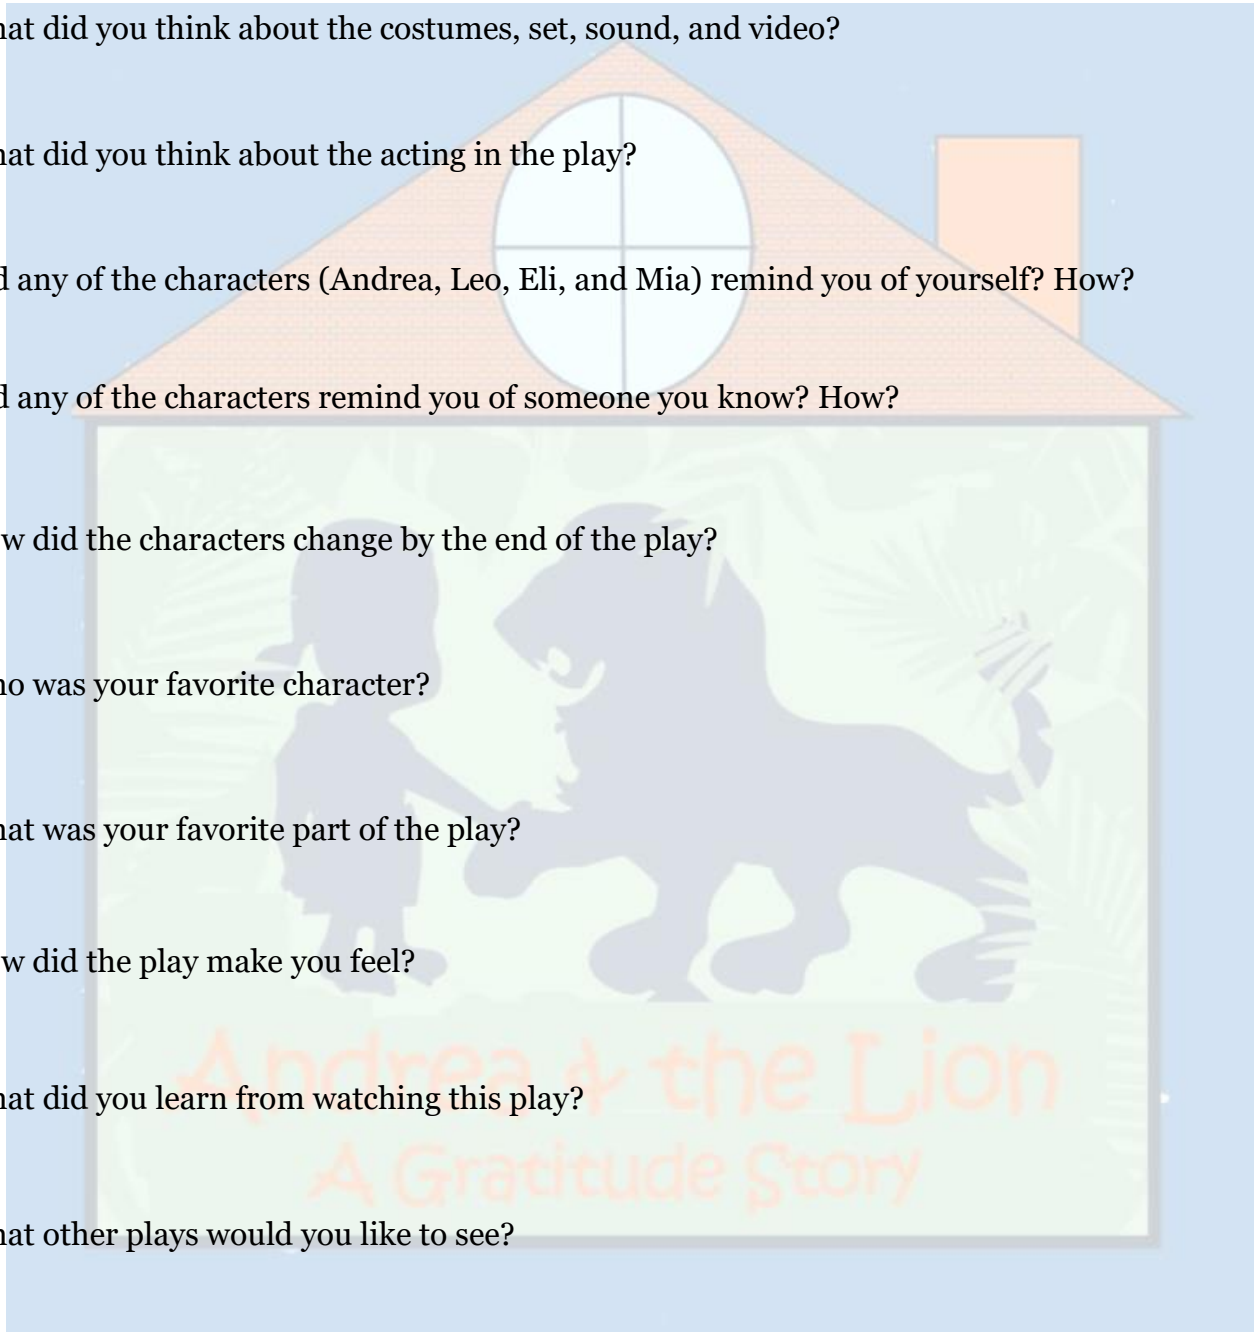 hat did you think about the costumes, set, sound, and video?
hat did you think about the acting in the play?
d any of the characters (Andrea, Leo, Eli, and Mia) remind you of yourself? How?
d any of the characters remind you of someone you know? How?
w did the characters change by the end of the play?
ho was your favorite character?
hat was your favorite part of the play?
w did the play make you feel?
Andrea & the Lion
hat did you learn from watching this play?
A Gratitude Story
hat other plays would you like to see?